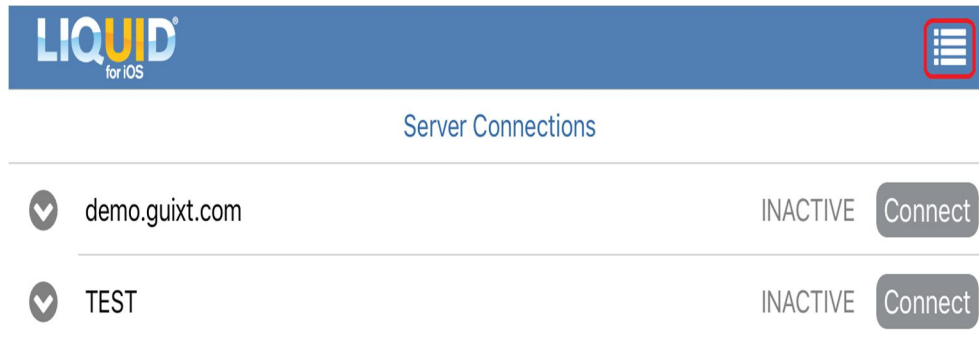 LIQUID®
for iOS
Server Connections
demo.guixt.com INACTIVE Connect
TEST INACTIVE Connect